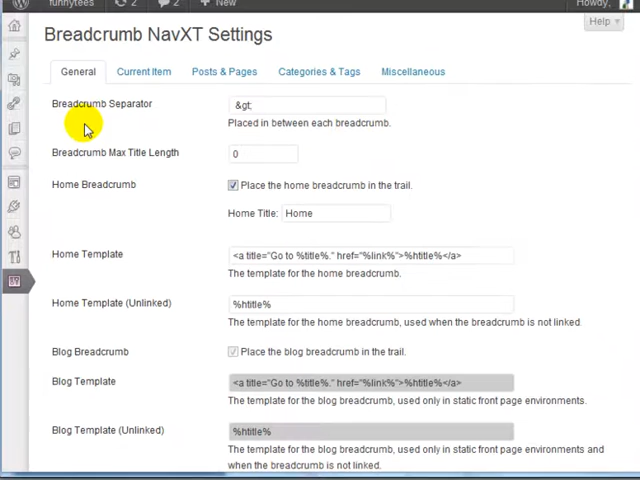 funnytees 2 2 + New Howdy,
Help
Breadcrumb NavXT Settings
General Current Item Posts & Pages Categories & Tags Miscellaneous
Breadcrumb Separator &gt;
Placed in between each breadcrumb.
Breadcrumb Max Title Length 0
Home Breadcrumb Place the home breadcrumb in the trail.
Home Title: Home
Home Template <a title="Go to %title%." href="%link%">%htitle%</a>
The template for the home breadcrumb.
Home Template (Unlinked) %htitle%
The template for the home breadcrumb, used when the breadcrumb is not linked.
Blog Breadcrumb Place the blog breadcrumb in the trail.
Blog Template <a title="Go to %title%." href="%link%">%htitle%</a>
The template for the blog breadcrumb, used only in static front page environments.
Blog Template (Unlinked) %htitle%
The template for the blog breadcrumb, used only in static front page environments and
when the breadcrumb is not linked.